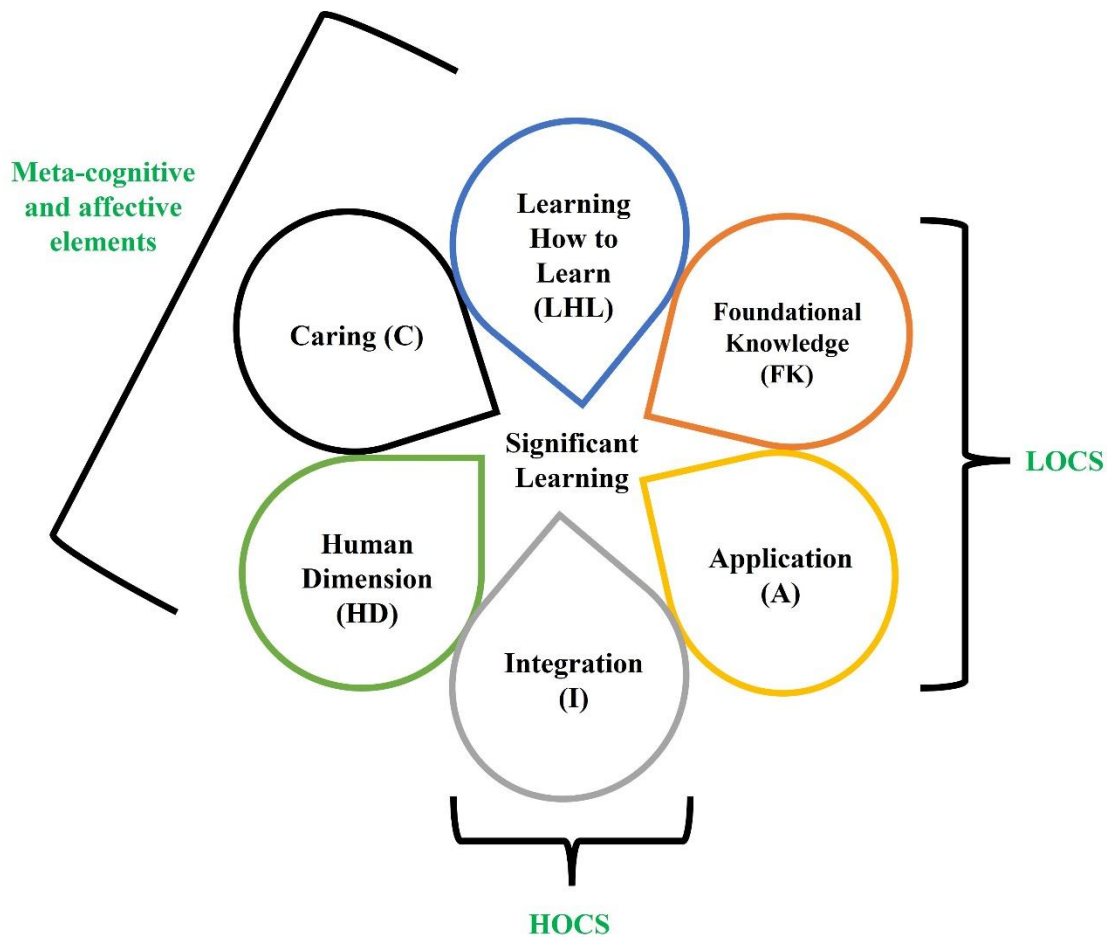 Meta-cognitive
and affective
elements
Learning
How to
Learn
(LHL)
Caring (C)
Foundational
Knowledge
(FK)
Significant
Learning
LOCS
Human
Dimension
(HD)
Application
(A)
Integration
(I)
HOCS